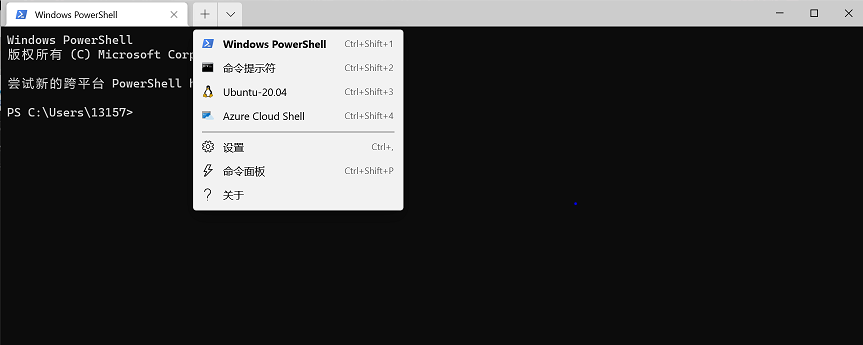 Windows PowerShell
Windows PowerShell
版权所有 (C) Microsoft Corp
尝试新的跨平台 PowerShell
PS C:\Users\13157>
Windows PowerShell Ctrl+Shift+1
命令提示符 Ctrl+Shift+2
Ubuntu-20.04 Ctrl+Shift+3
Azure Cloud Shell Ctrl+Shift+4
设置 Ctrl+,
命令面板 Ctrl+Shift+P
关于